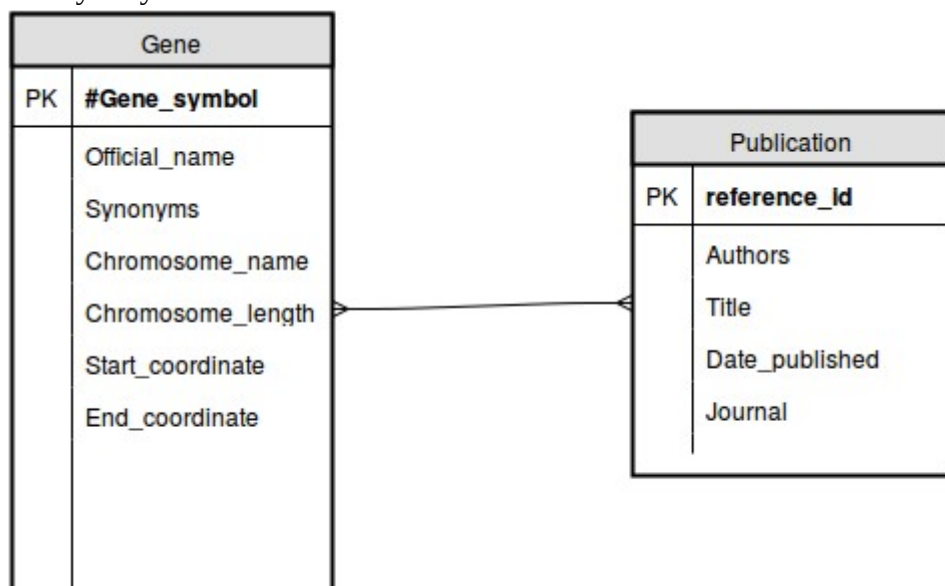 Gene
PK #Gene_symbol
Official_name
Synonyms
Chromosome_name
Chromosome_length
Start_coordinate
End_coordinate
Publication
PK reference_id
Authors
Title
Date_published
Journal